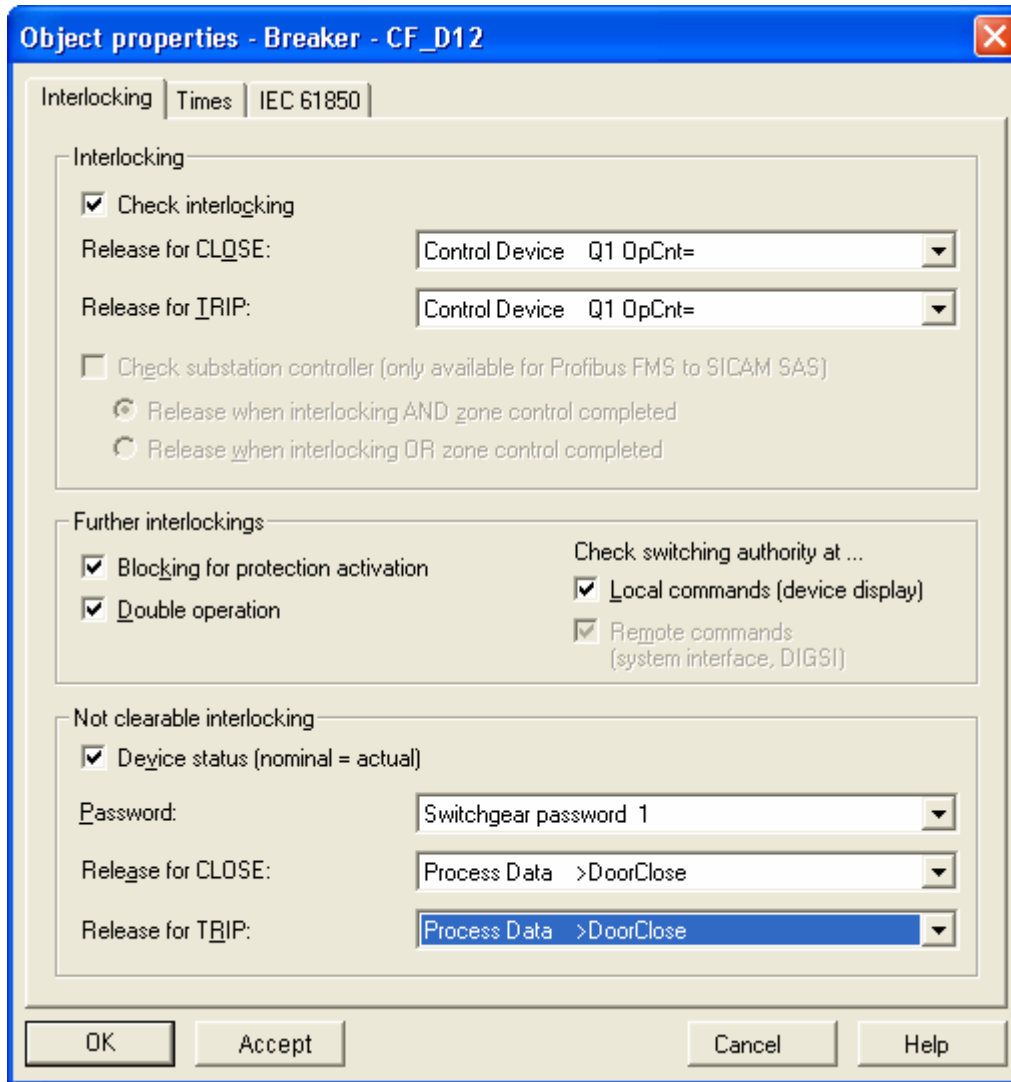 Object properties - Breaker - CF_D12
Interlocking Times IEC 61850
Interlocking
Check interlocking
Release for CLOSE: Control Device Q1 OpCnt=
Release for TRIP: Control Device Q1 OpCnt=
Check substation controller (only available for Profibus FMS to SICAM SAS)
Release when interlocking AND zone control completed
Release when interlocking OR zone control completed
Further interlockings
Blocking for protection activation
Double operation
Check switching authority at ...
Local commands (device display)
Remote commands
(system interface, DIGSI)
Not clearable interlocking
Device status (nominal = actual)
Password: Switchgear password 1
Release for CLOSE: Process Data >DoorClose
Release for TRIP: Process Data >DoorClose
OK Accept Cancel Help